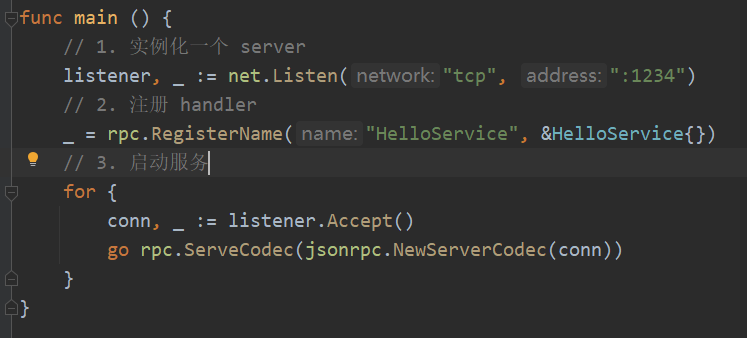 func main () {
// 1. 实例化一个 server
listener, _ := net.Listen( network: "tcp", address: ":1234")
// 2. 注册 handler
_ = rpc.RegisterName( name: "HelloService", &HelloService{})
// 3. 启动服务
for {
conn, _ := listener.Accept()
go rpc.ServeCodec(jsonrpc.NewServerCodec(conn))
}
}